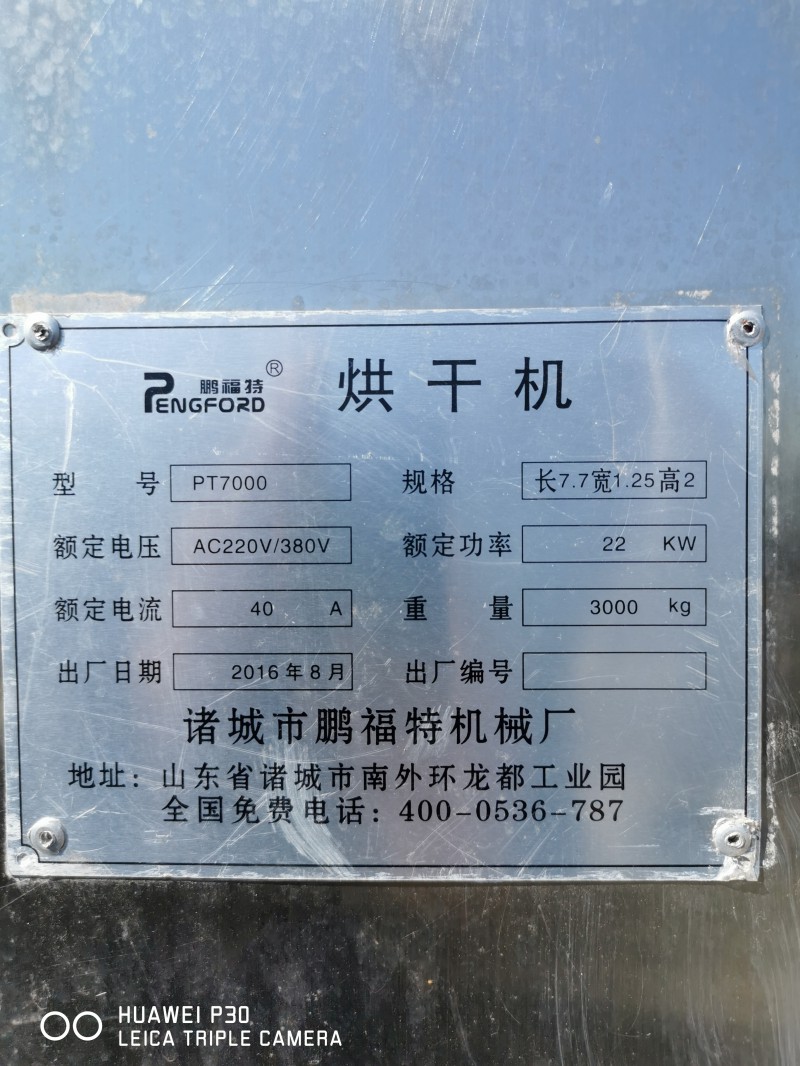 鹏福特® PENGFORD 烘干机
型号 PT7000 规格 长7.7宽1.25高2
额定电压 AC220V/380V 额定功率 22 KW
额定电流 40 A 重量 3000 kg
出厂日期 2016年8月 出厂编号
诸城市鹏福特机械厂
地址：山东省诸城市南外环龙都工业园
全国免费电话：400-0536-787
HUAWEI P30
LEICA TRIPLE CAMERA